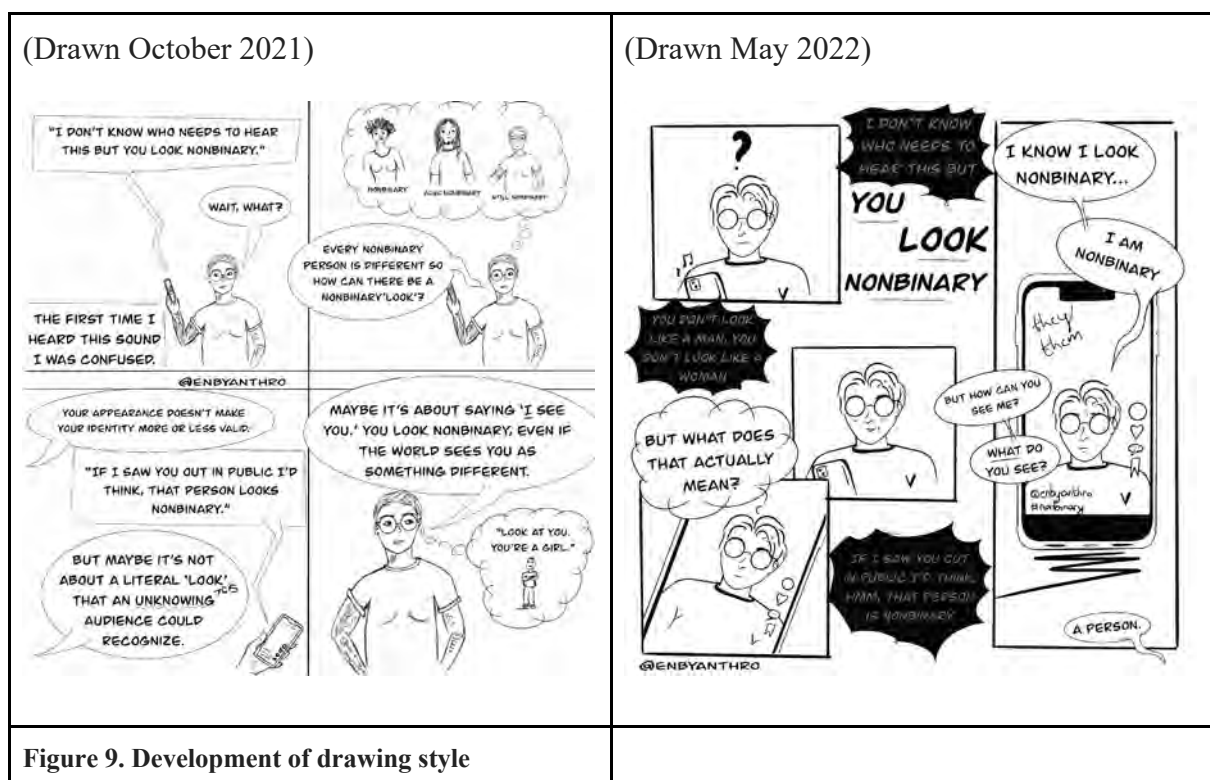 (Drawn October 2021)
"I DON'T KNOW WHO NEEDS TO HEAR
THIS BUT YOU LOOK NONBINARY."
WAIT, WHAT?
THE FIRST TIME I
HEARD THIS SOUND
I WAS CONFUSED.
NONBINARY
ALSO NONBINARY
STILL NONBINARY
EVERY NONBINARY
PERSON IS DIFFERENT SO
HOW CAN THERE BE A
NONBINARY 'LOOK'?
@ENBYANTHRO
YOUR APPEARANCE DOESN'T MAKE
YOUR IDENTITY MORE OR LESS VALID.
"IF I SAW YOU OUT IN PUBLIC I'D
THINK, THAT PERSON LOOKS
NONBINARY."
BUT MAYBE IT'S NOT
ABOUT A LITERAL 'LOOK'
THAT AN UNKNOWING
AUDIENCE COULD
RECOGNIZE.
MAYBE IT'S ABOUT SAYING 'I SEE
YOU.' YOU LOOK NONBINARY, EVEN IF
THE WORLD SEES YOU AS
SOMETHING DIFFERENT.
"LOOK AT YOU.
YOU'RE A GIRL."
(Drawn May 2022)
?
I DON'T KNOW
WHO NEEDS TO
HEAR THIS BUT
YOU
LOOK
NONBINARY
YOU DON'T LOOK
LIKE A MAN, YOU
DON'T LOOK LIKE A
WOMAN
BUT WHAT DOES
THAT ACTUALLY
MEAN?
IF I SAW YOU OUT
IN PUBLIC I'D THINK,
HMM, THAT PERSON
IS NONBINARY
@ENBYANTHRO
I KNOW I LOOK
NONBINARY...
I AM
NONBINARY
they
them
BUT HOW CAN YOU
SEE ME?
WHAT DO
YOU SEE?
@enbyanthro
#nonbinary
A PERSON.
Figure 9. Development of drawing style